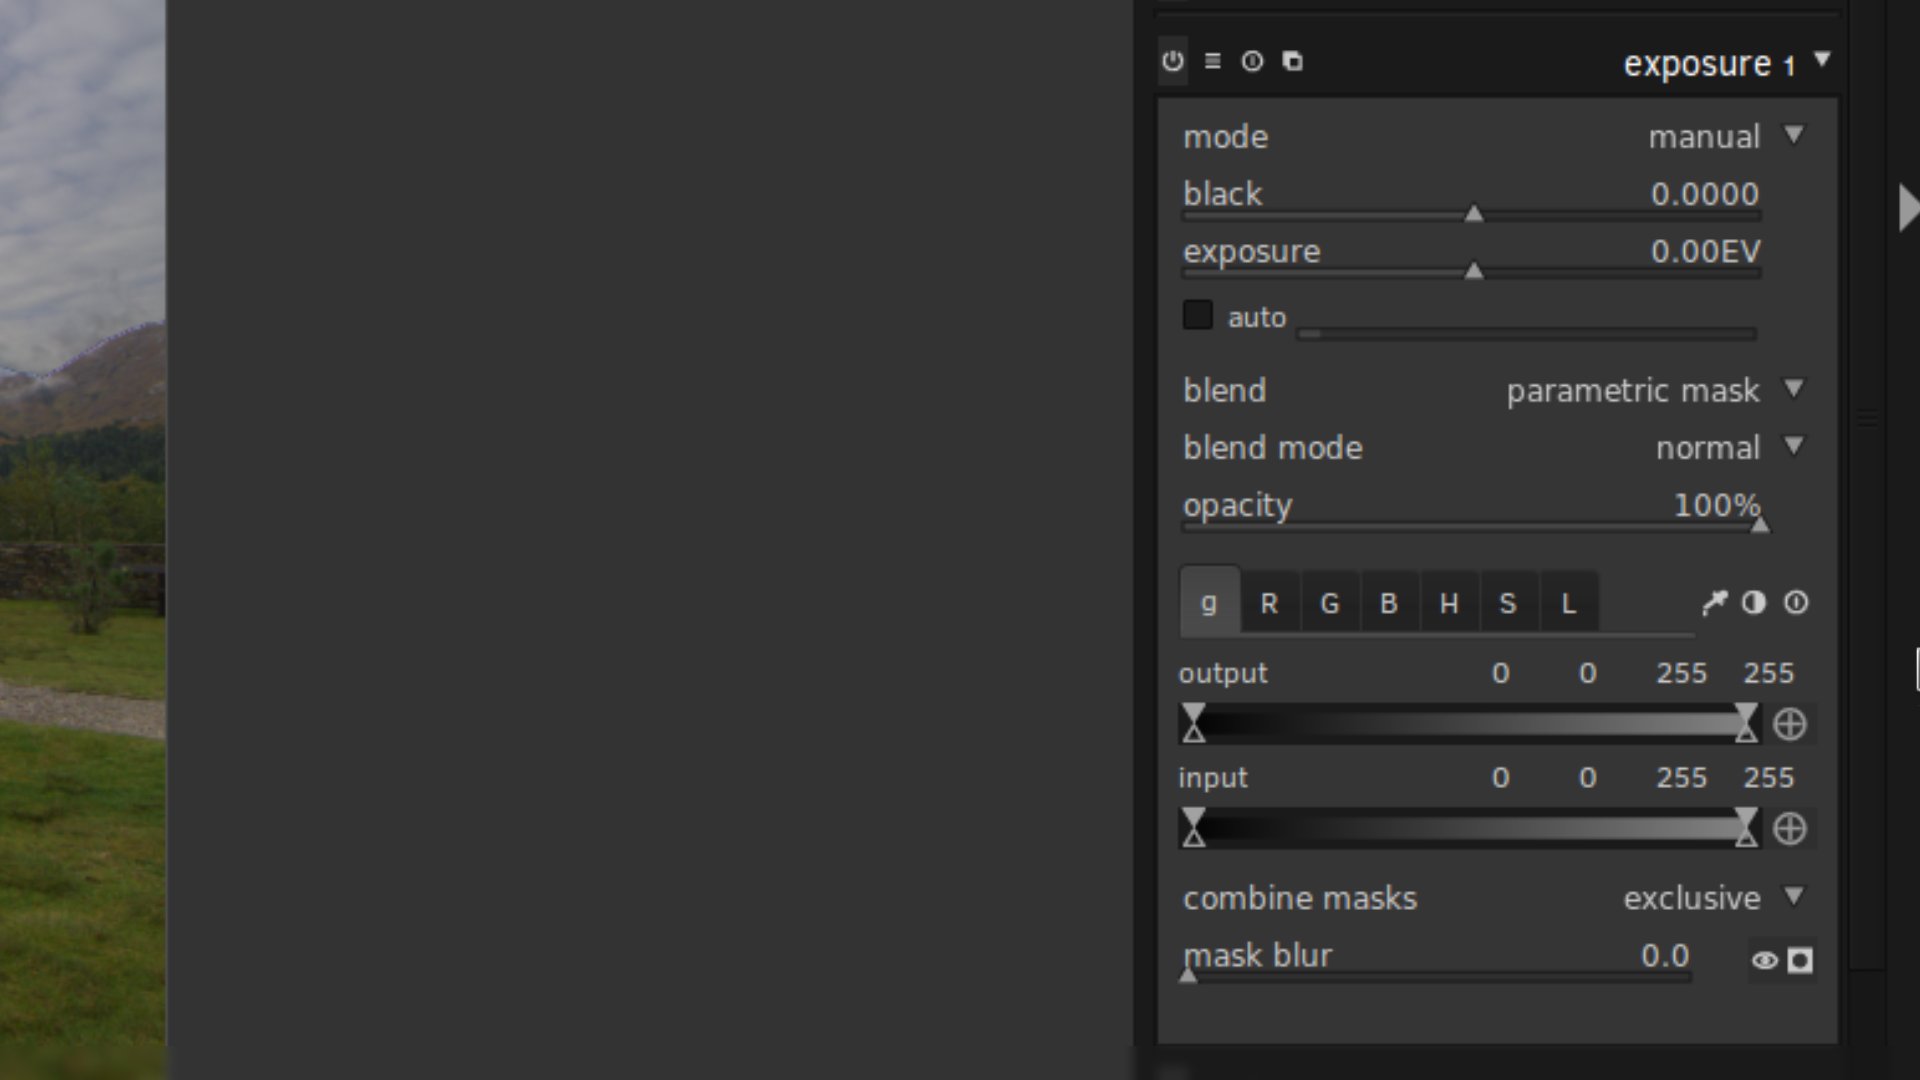 exposure 1
mode manual
black 0.0000
exposure 0.00EV
auto
blend parametric mask
blend mode normal
opacity 100%
g R G B H S L
output 0 0 255 255
input 0 0 255 255
combine masks exclusive
mask blur 0.0